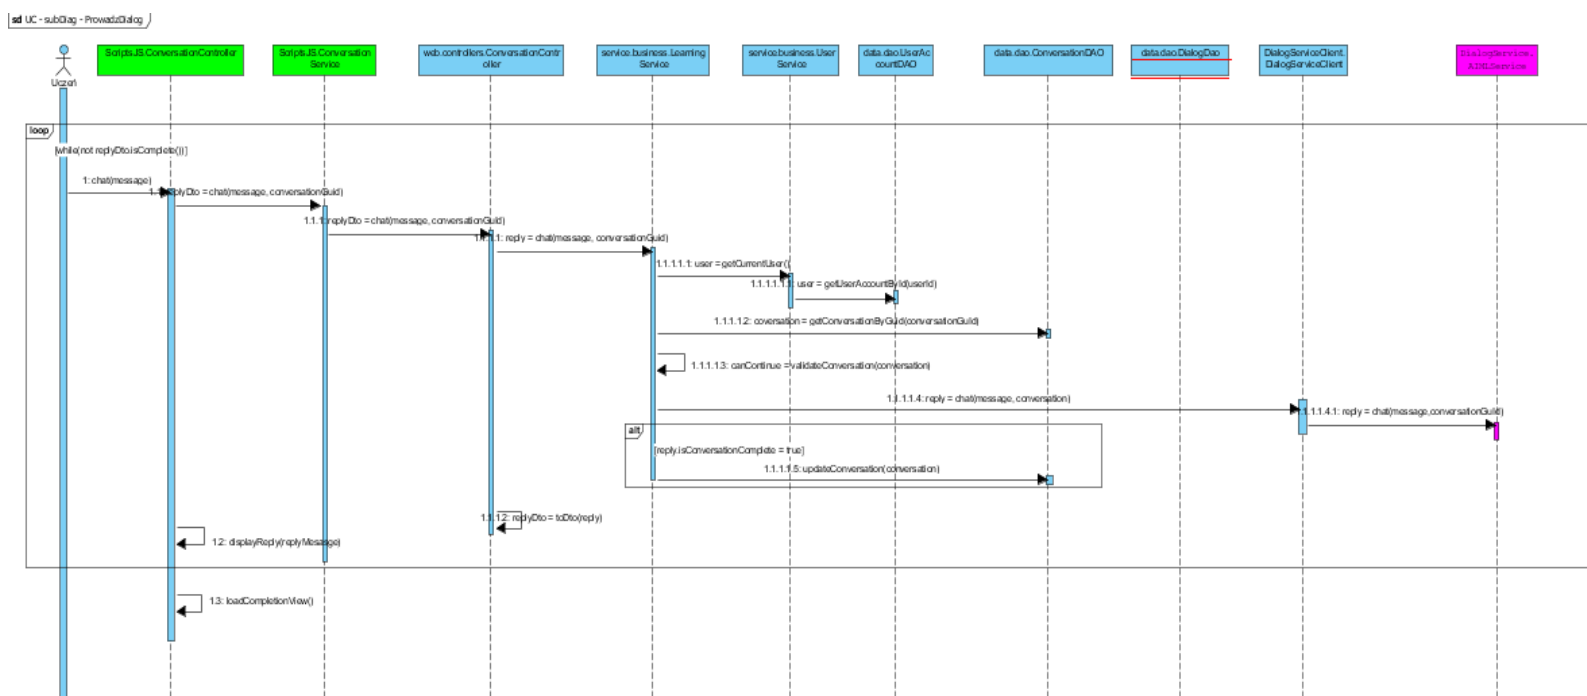 sd UC - subDiag - ProwadzDialog
Uczeń
Scripts.JS.ConversationController
Scripts.JS.Conversation
Service
web.controllers.ConversationContr
oller
service.business.Learning
Service
service.business.User
Service
data.dao.UserAc
countDAO
data.dao.ConversationDAO
data.dao.DialogDao
DialogServiceClient.
DialogServiceClient
DialogService.
AIMLService
loop
[while(not replyDto.isComplete())]
1: chat(message)
1.1: replyDto = chat(message, conversationGuid)
1.1.1: replyDto = chat(message, conversationGuid)
1.1.1.1: reply = chat(message, conversationGuid)
1.1.1.1.1: user = getCurrentUser()
1.1.1.1.1.1: user = getUserAccountById(userId)
1.1.1.1.2: coversation = getConversationByGuid(conversationGuid)
1.1.1.1.3: canContinue = validateConversation(conversation)
1.1.1.1.4: reply = chat(message, conversation)
1.1.1.1.4.1: reply = chat(message,conversationGuid)
alt
[reply.isConversationComplete = true]
1.1.1.1.5: updateConversation(conversation)
1.1.1.2: replyDto = toDto(reply)
1.2: displayReply(replyMessage)
1.3: loadCompletionView()